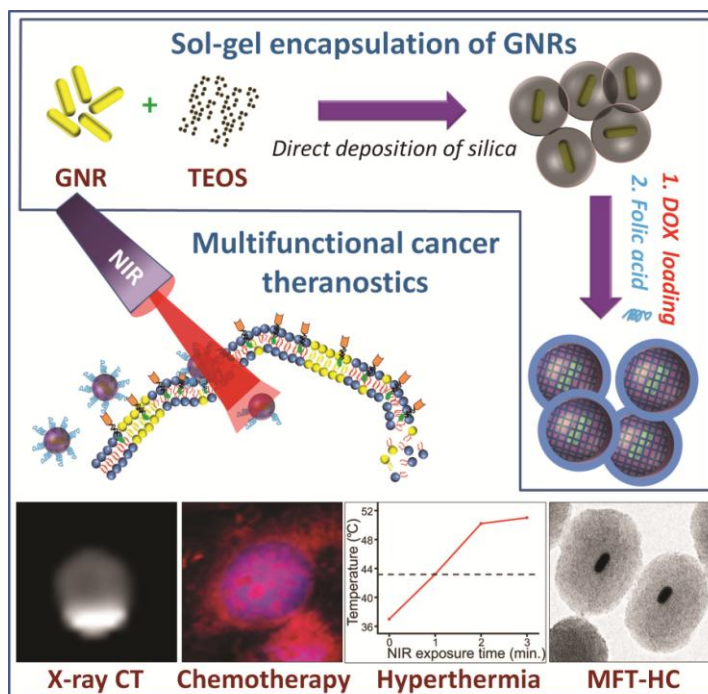 Sol-gel encapsulation of GNRs
+
GNR
TEOS
Direct deposition of silica
1. DOX loading
2. Folic acid
NIR
Multifunctional cancer
theranostics
Temperature (°C)
52
48
44
40
36
0 1 2 3
NIR exposure time (min.)
X-ray CT
Chemotherapy
Hyperthermia
MFT-HC